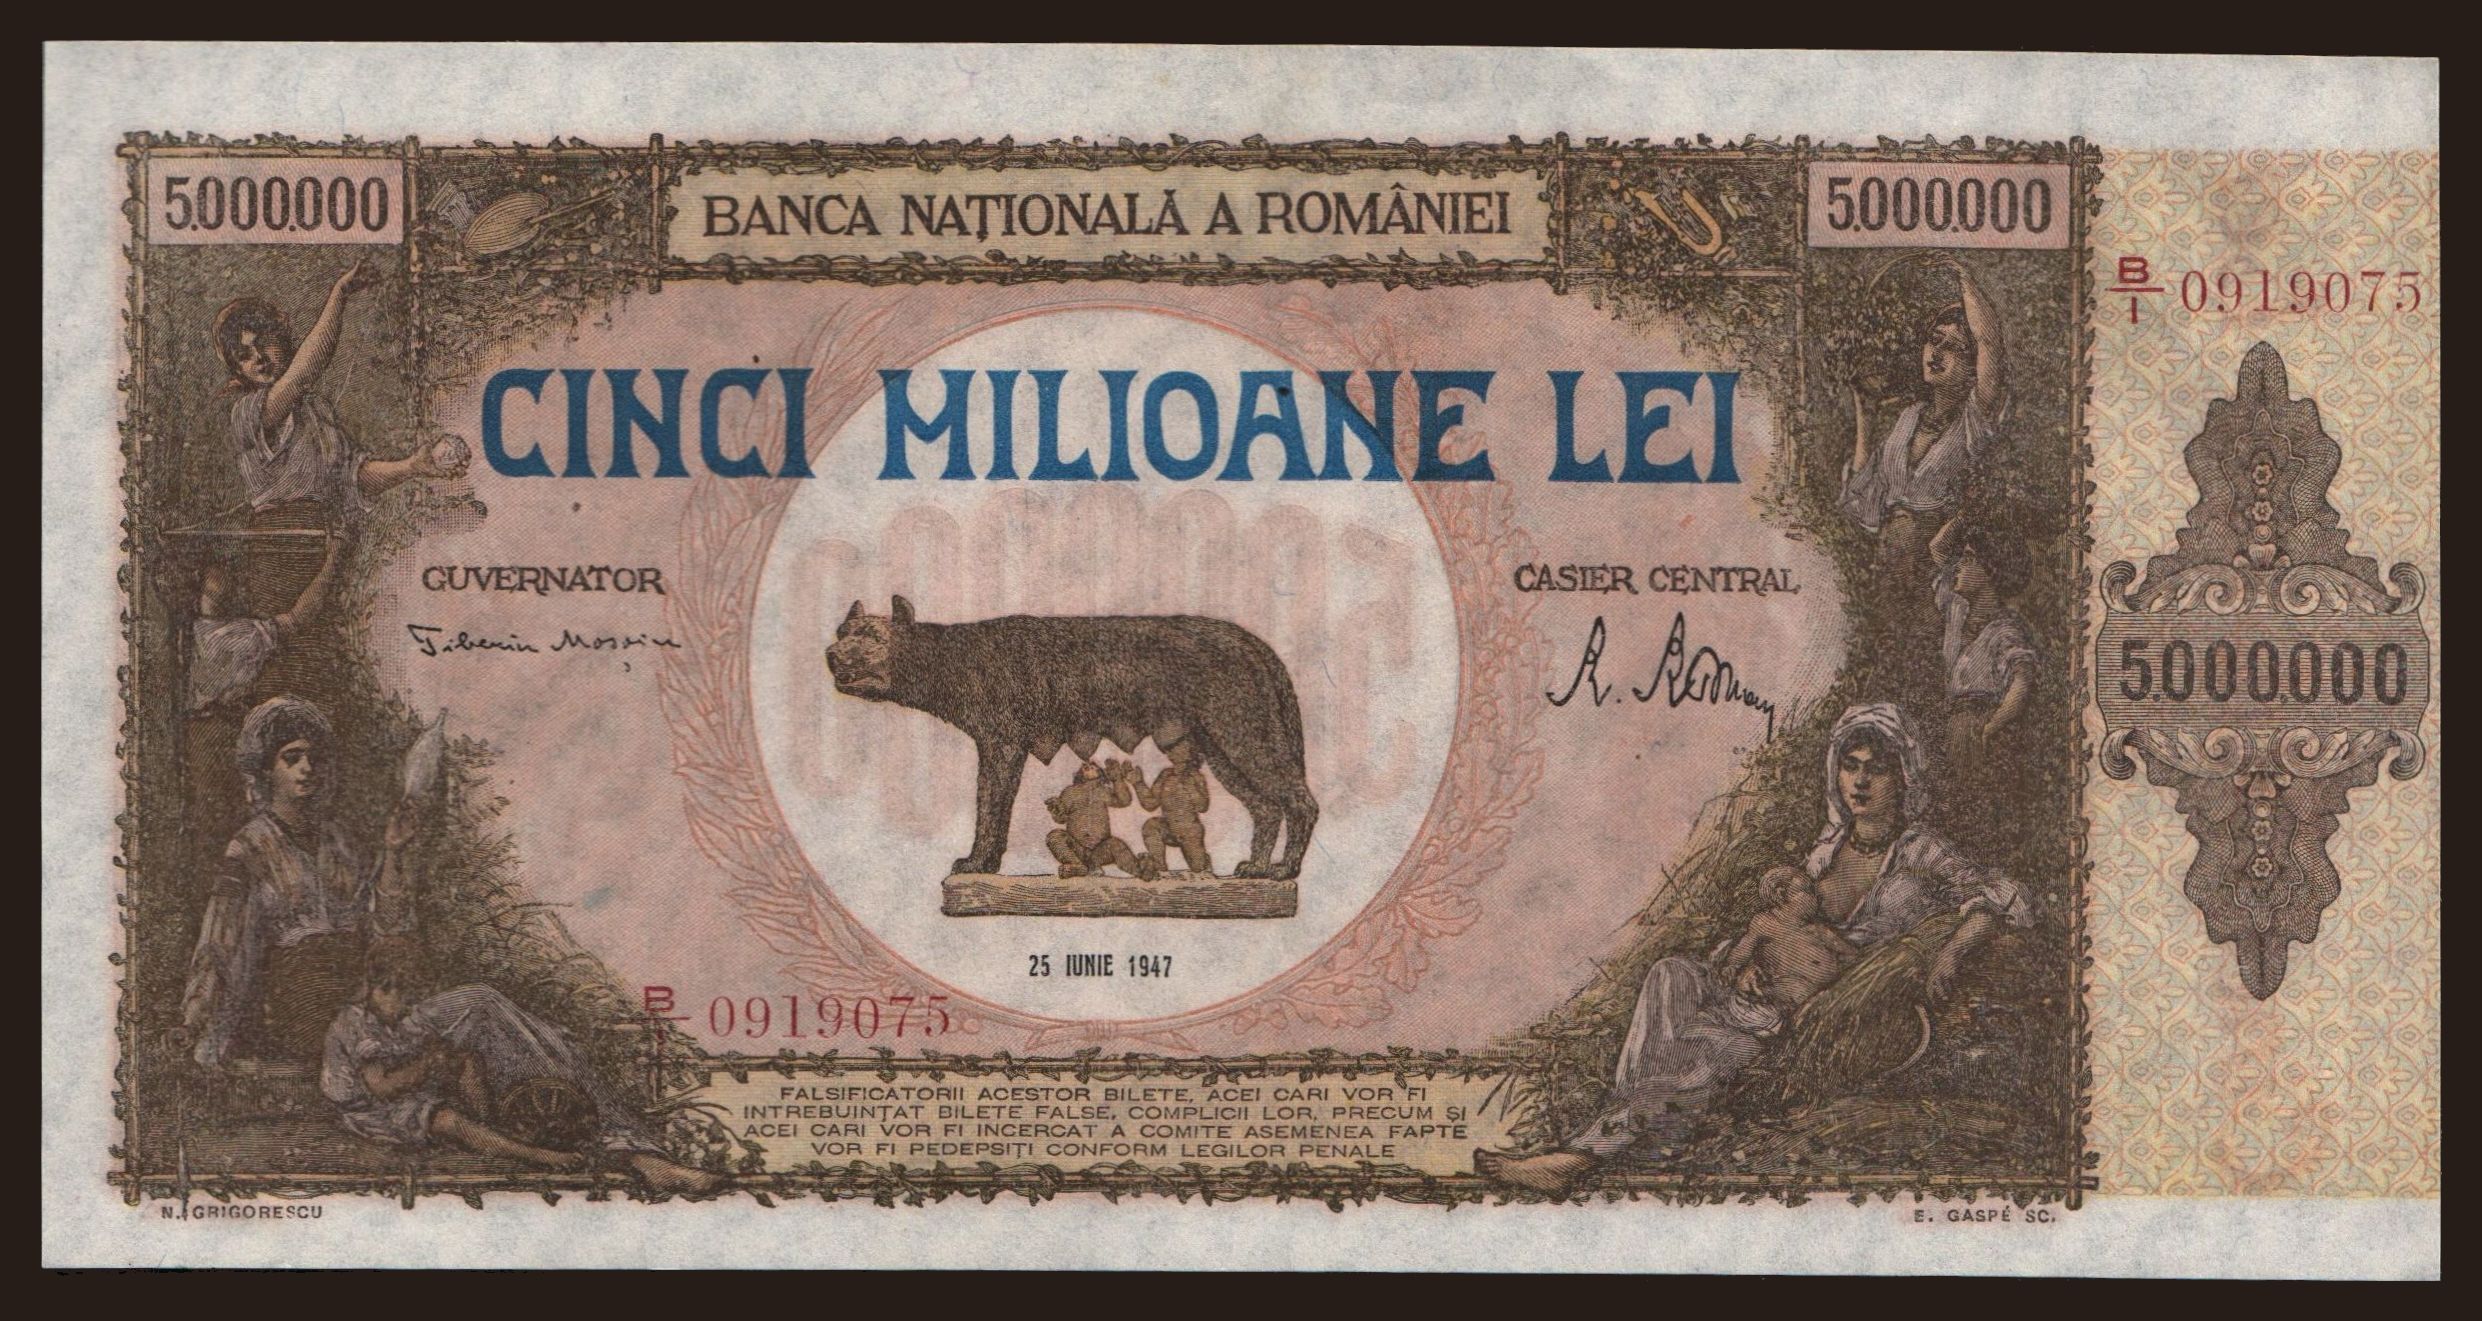 5.000.000
BANCA NAȚIONALĂ A ROMÂNIEI
5.000.000
B/1 0919075
CINCI MILIOANE LEI
GUVERNATOR
CASIER CENTRAL
5.000.000
25 IUNIE 1947
B/1 0919075
FALSIFICATORII ACESTOR BILETE, ACEI CARI VOR FI
INTREBUINȚAT BILETE FALSE, COMPLICII LOR, PRECUM ȘI
ACEI CARI VOR FI INCERCAT A COMITE ASEMENEA FAPTE
VOR FI PEDEPSIȚI CONFORM LEGILOR PENALE
N. GRIGORESCU
E. GASPÉ SC.